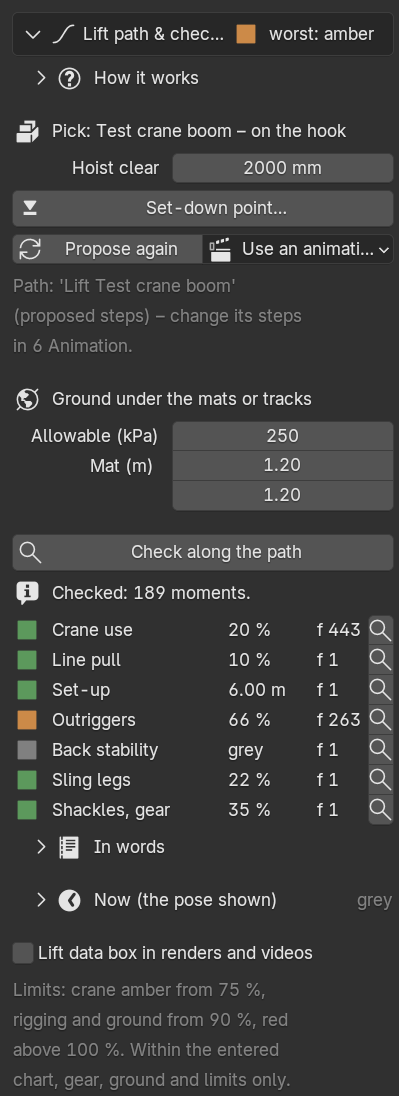 Lift path & chec... worst: amber
How it works
Pick: Test crane boom – on the hook
Hoist clear 2000 mm
Set-down point...
Propose again Use an animati...
Path: 'Lift Test crane boom'
(proposed steps) – change its steps
in 6 Animation.
Ground under the mats or tracks
Allowable (kPa) 250
Mat (m) 1.20
1.20
Check along the path
Checked: 189 moments.
Crane use 20 % f 443
Line pull 10 % f 1
Set-up 6.00 m f 1
Outriggers 66 % f 263
Back stability grey f 1
Sling legs 22 % f 1
Shackles, gear 35 % f 1
In words
Now (the pose shown) grey
Lift data box in renders and videos
Limits: crane amber from 75 %,
rigging and ground from 90 %, red
above 100 %. Within the entered
chart, gear, ground and limits only.